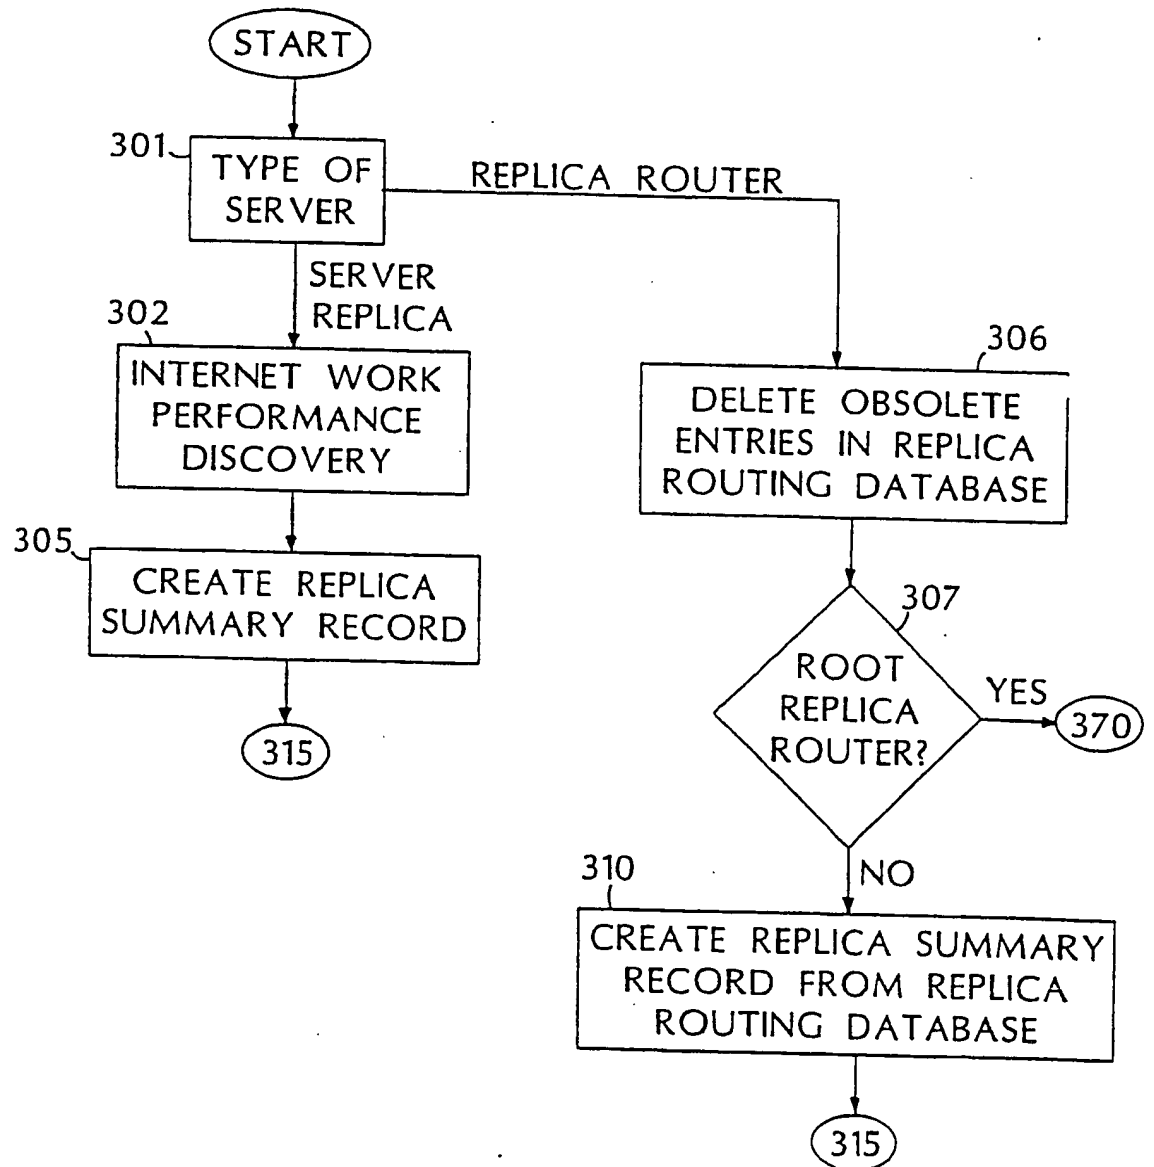 START
301
TYPE OF
SERVER
REPLICA ROUTER
SERVER
REPLICA
302
INTERNET WORK
PERFORMANCE
DISCOVERY
306
DELETE OBSOLETE
ENTRIES IN REPLICA
ROUTING DATABASE
305
CREATE REPLICA
SUMMARY RECORD
315
307
ROOT
REPLICA
ROUTER?
YES
370
NO
310
CREATE REPLICA SUMMARY
RECORD FROM REPLICA
ROUTING DATABASE
315